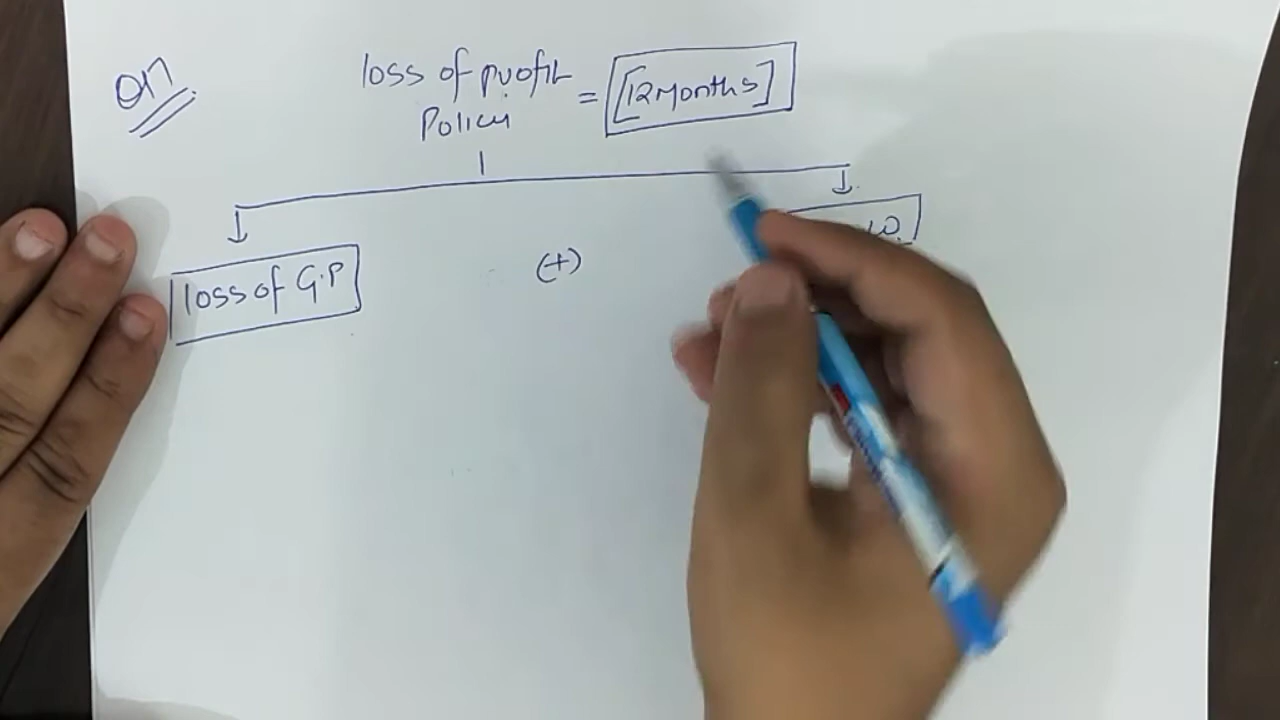 on
loss of profit = [12 Months]
Policy
loss of G.P (+)